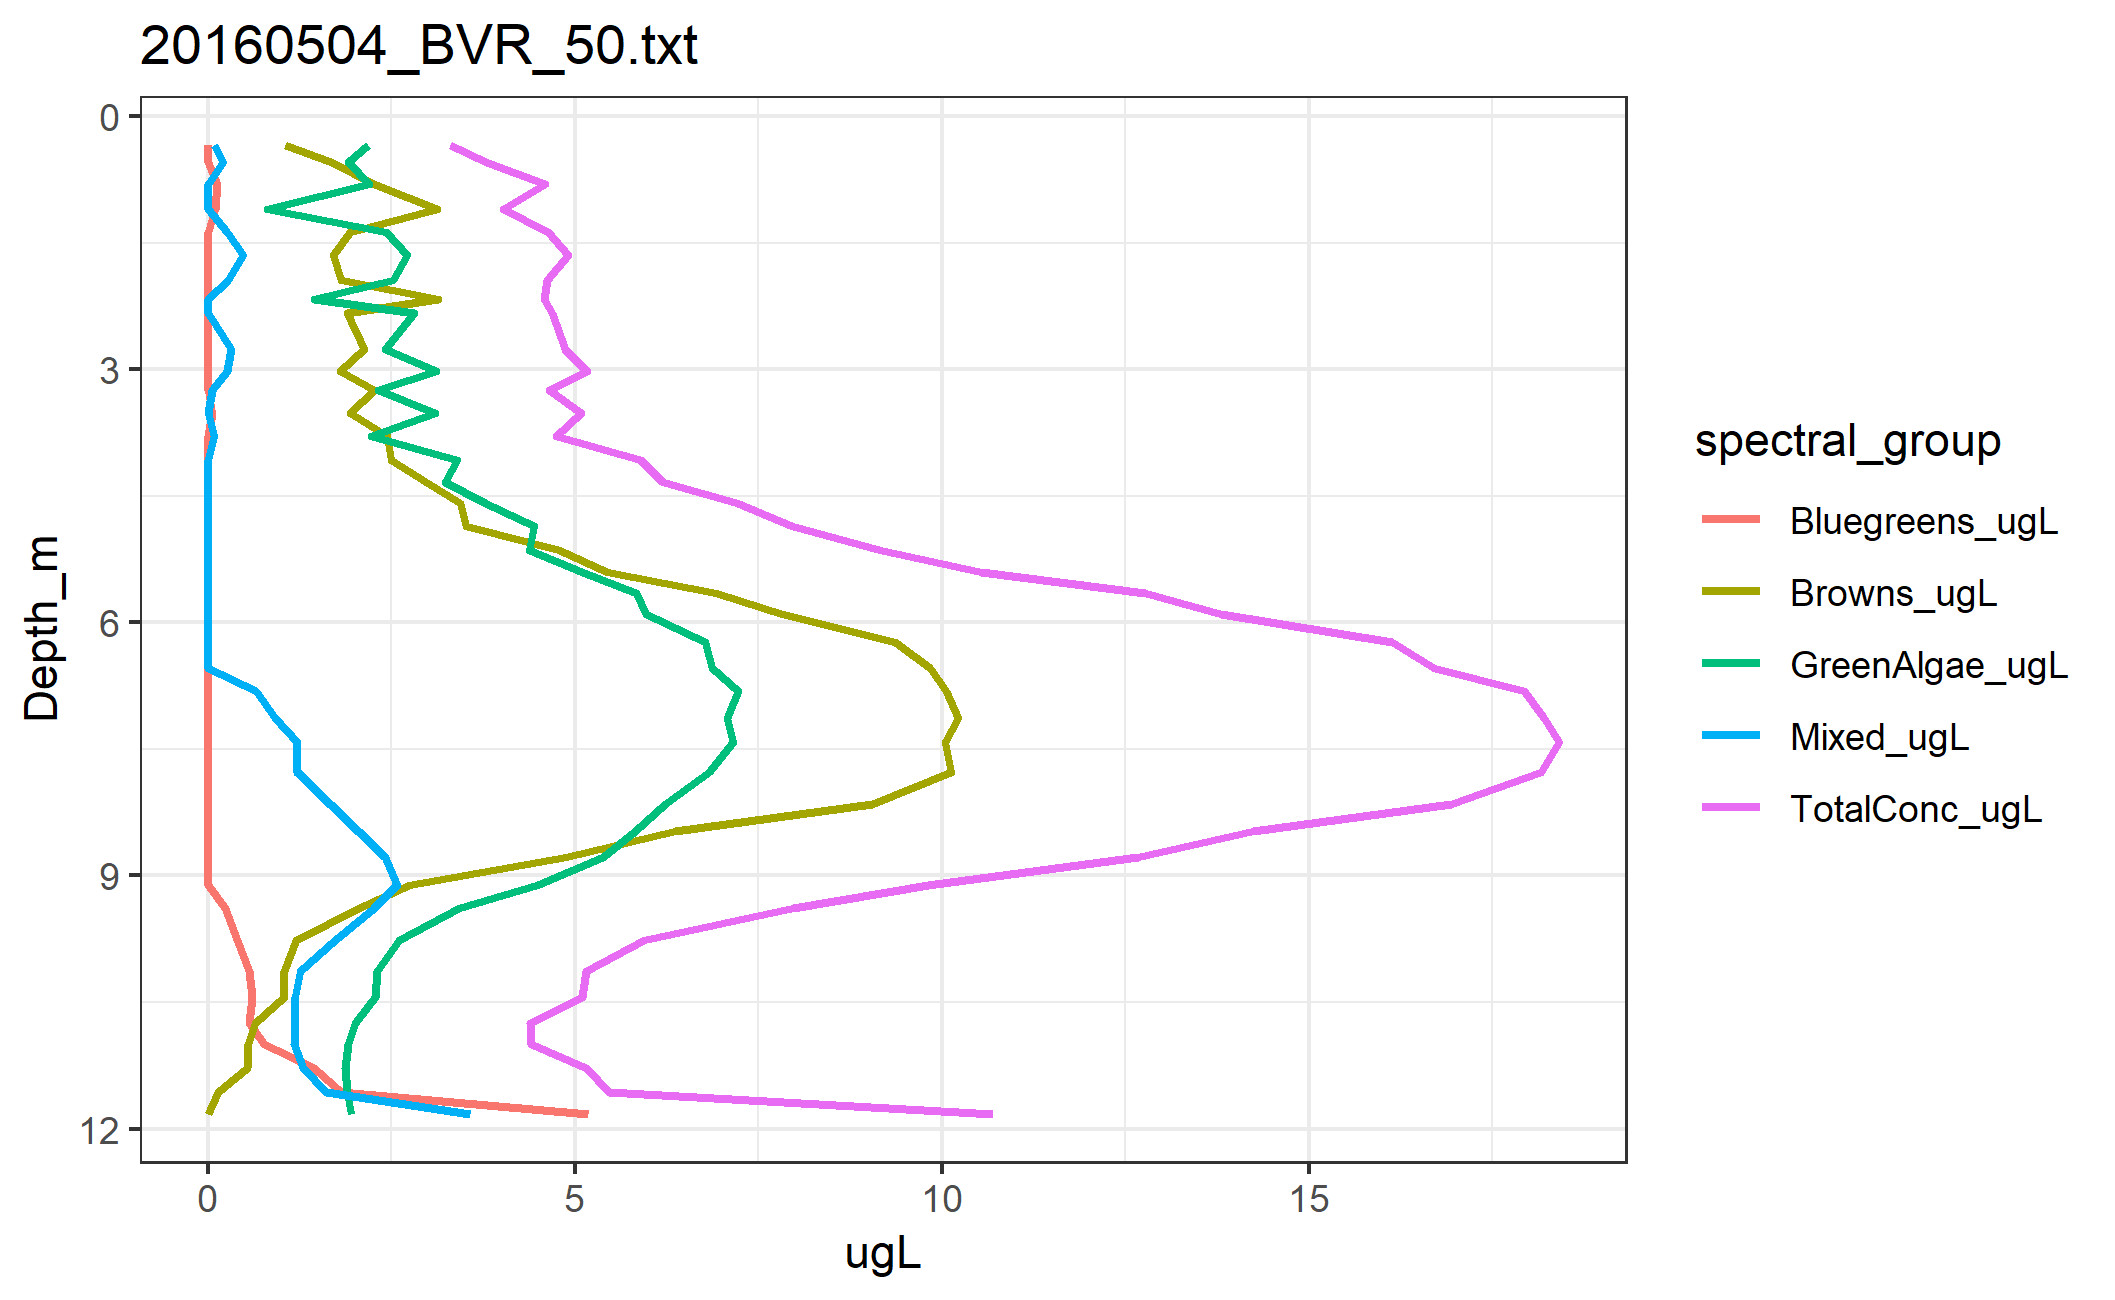 20160504_BVR_50.txt
0
3
6
9
12
Depth_m
0
5
10
15
ugL
spectral_group
Bluegreens_ugL
Browns_ugL
GreenAlgae_ugL
Mixed_ugL
TotalConc_ugL